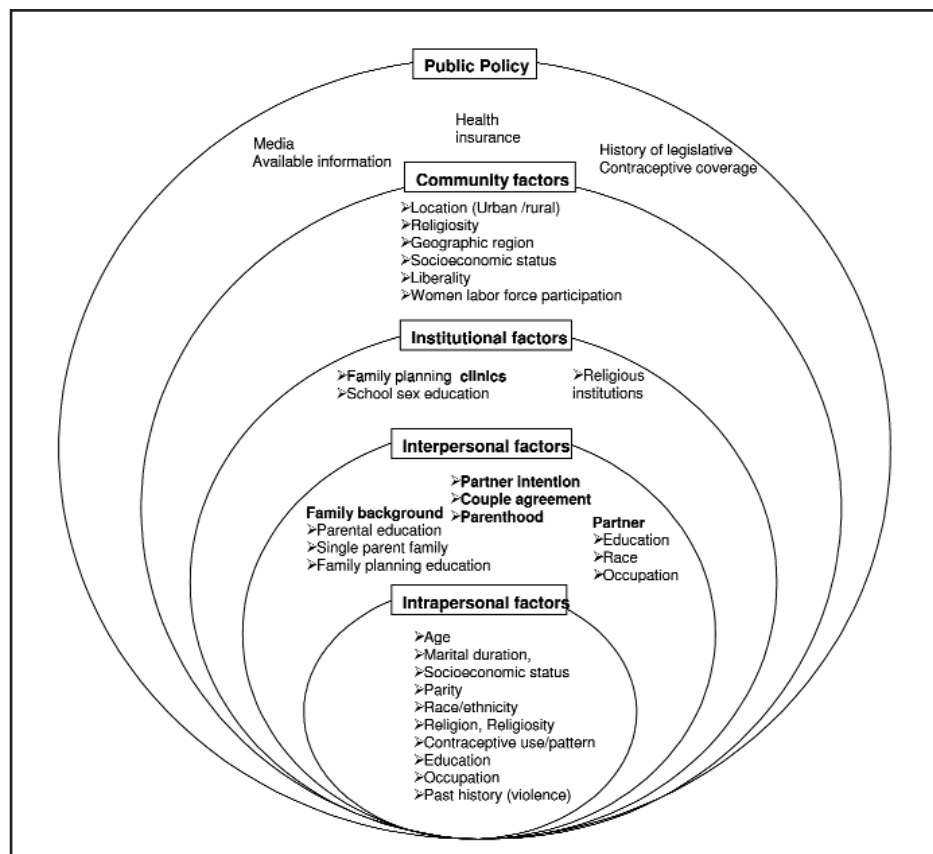 Public Policy
Health
insurance
Media
Available information
History of legislative
Contraceptive coverage
Community factors
➢Location (Urban /rural)
➢Religiosity
➢Geographic region
➢Socioeconomic status
➢Liberality
➢Women labor force participation
Institutional factors
➢Family planning clinics
➢School sex education
➢Religious
institutions
Interpersonal factors
➢Partner intention
➢Couple agreement
➢Parenthood
Family background
➢Parental education
➢Single parent family
➢Family planning education
Partner
➢Education
➢Race
➢Occupation
Intrapersonal factors
➢Age
➢Marital duration,
➢Socioeconomic status
➢Parity
➢Race/ethnicity
➢Religion, Religiosity
➢Contraceptive use/pattern
➢Education
➢Occupation
➢Past history (violence)